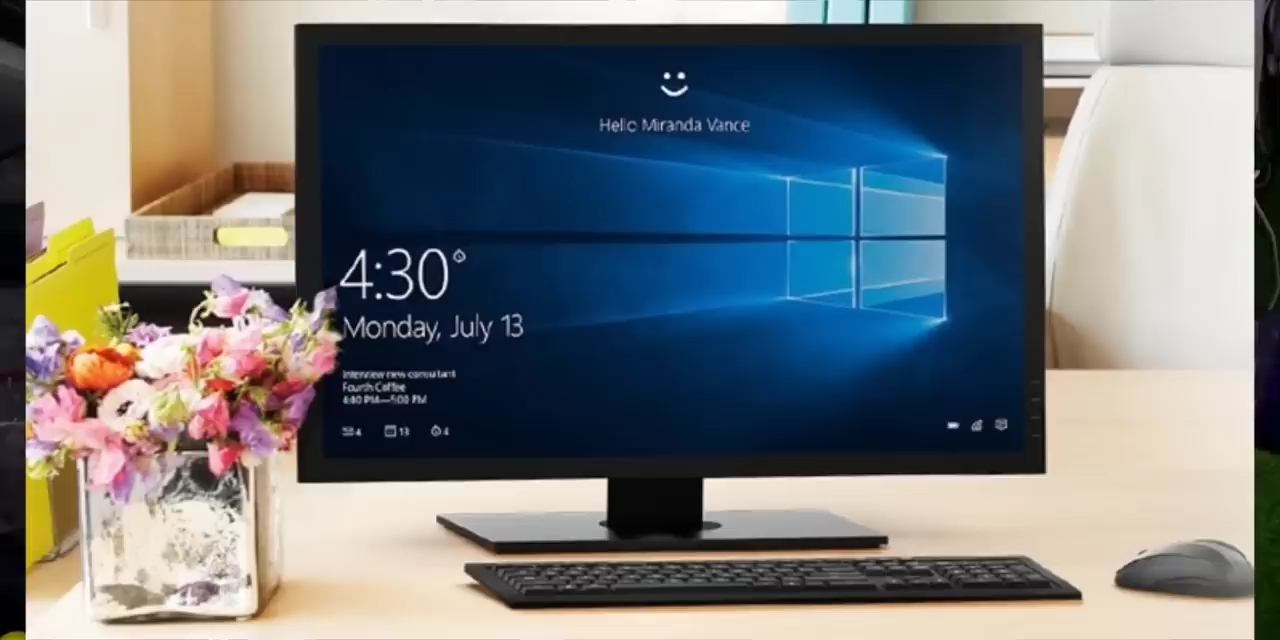 Hello Miranda Vance
4:30
Monday, July 13
Interview new consultant
Fourth Coffee
4:30 PM—5:00 PM
4 13 4